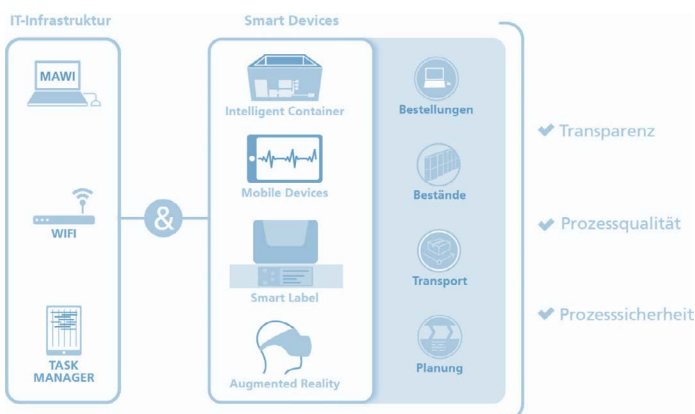 IT-Infrastruktur
MAWI
WIFI
TASK
MANAGER
&
Smart Devices
Intelligent Container
Mobile Devices
Smart Label
Augmented Reality
Bestellungen
Bestände
Transport
Planung
Transparenz
Prozessqualität
Prozesssicherheit